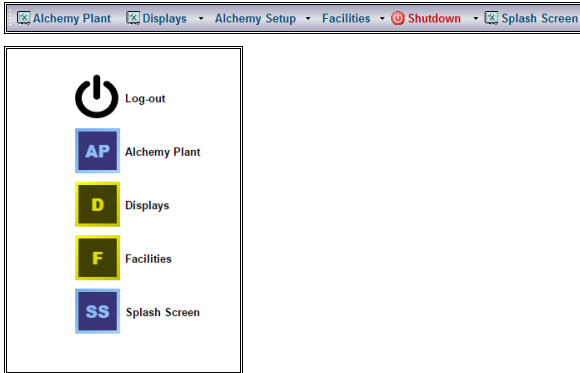 Alchemy Plant Displays Alchemy Setup Facilities Shutdown Splash Screen
Log-out
AP Alchemy Plant
D Displays
F Facilities
SS Splash Screen